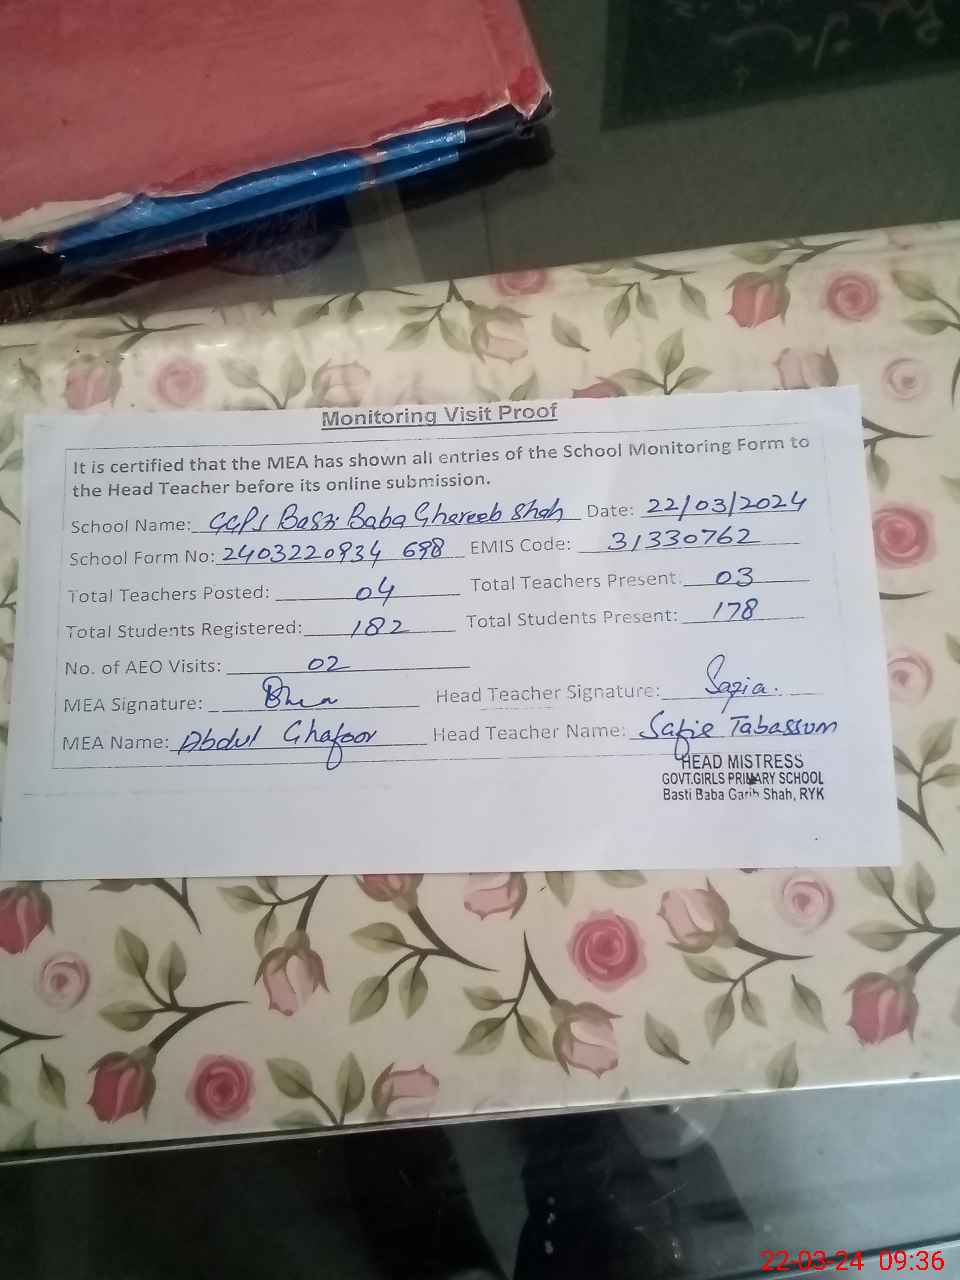 Monitoring Visit Proof
It is certified that the MEA has shown all entries of the School Monitoring Form to
the Head Teacher before its online submission.
School Name: GGPS Basti Baba Ghareeb Shah Date: 22/03/2024
School Form No: 2403220934 698 EMIS Code: 31330762
Total Teachers Posted: 04 Total Teachers Present: 03
Total Students Registered: 182 Total Students Present: 178
No. of AEO Visits: 02
MEA Signature: Head Teacher Signature: Sazia.
MEA Name: Abdul Ghafoor Head Teacher Name: Safie Tabassum
HEAD MISTRESS
GOVT.GIRLS PRIMARY SCHOOL
Basti Baba Garib Shah, RYK
22-03-24 09:36